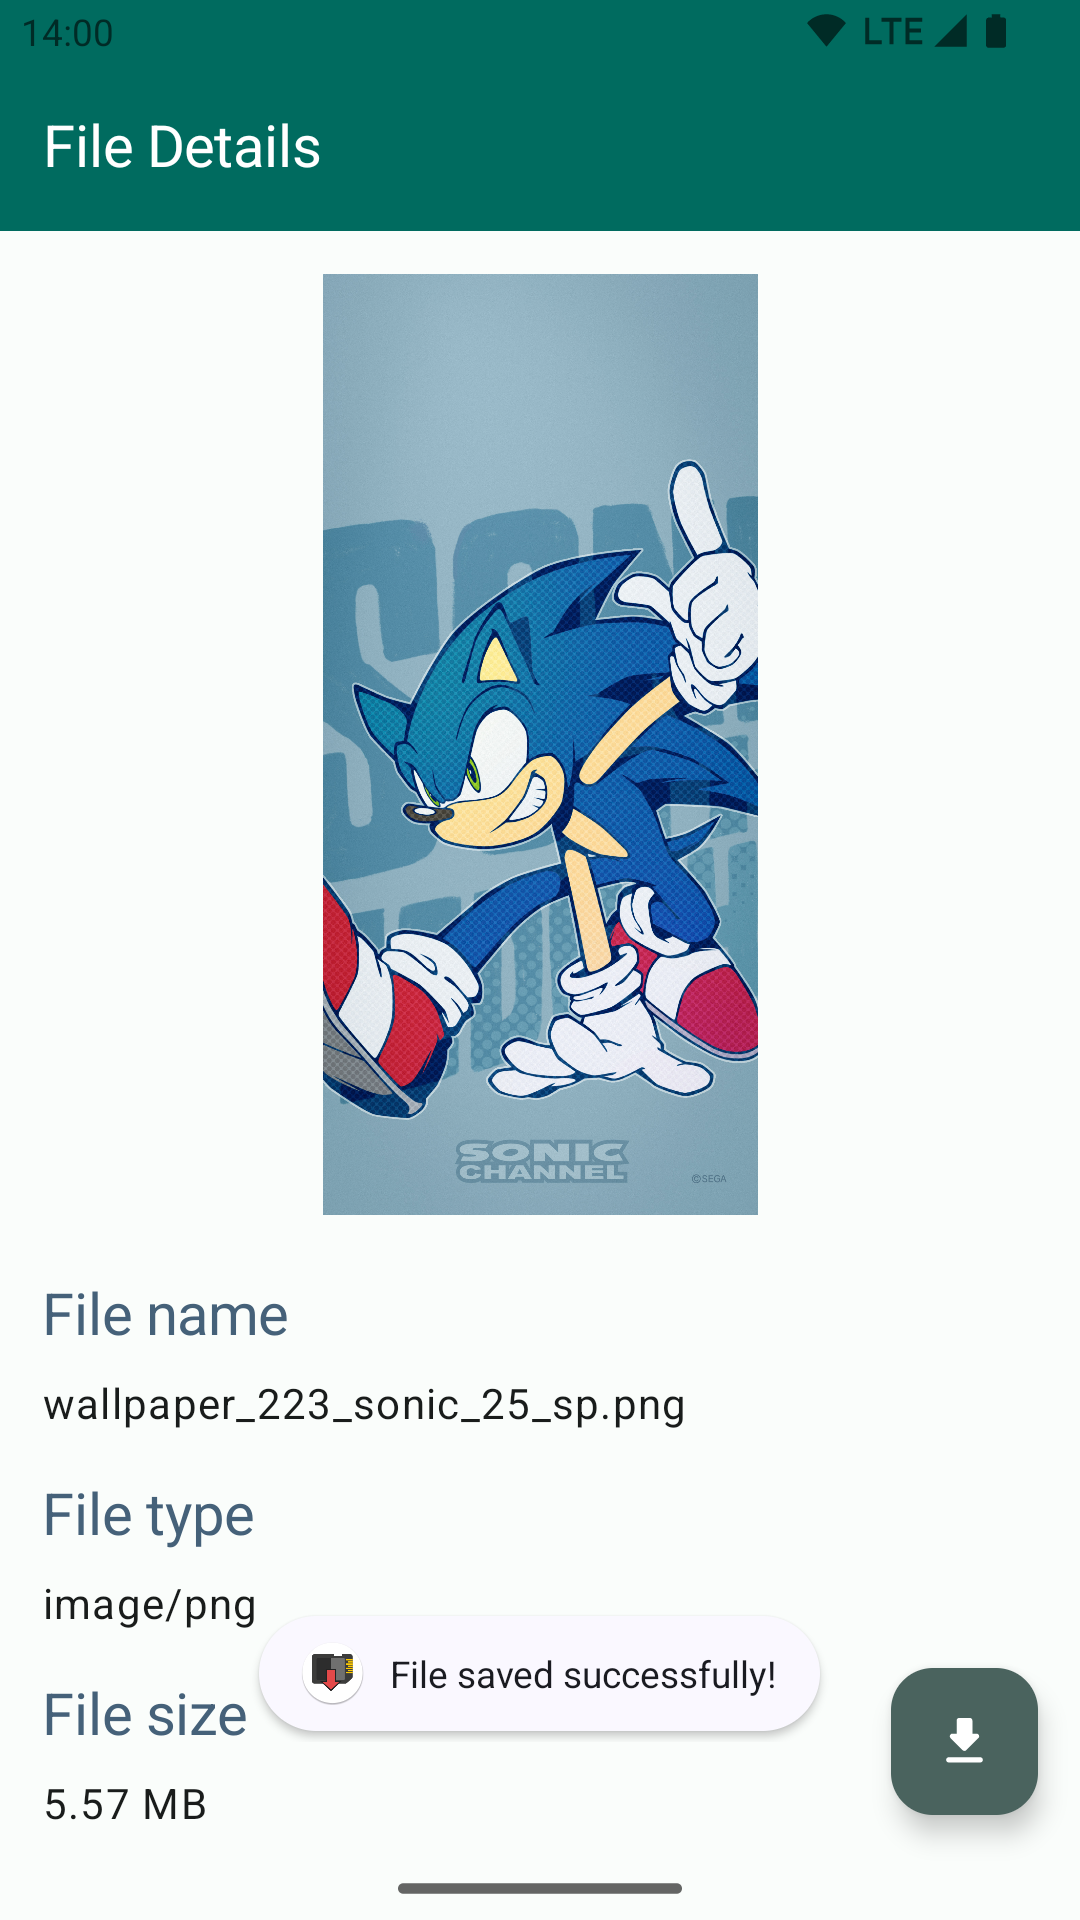 14:00
LTE
File Details
SONIC
CHANNEL
©SEGA
File name
wallpaper_223_sonic_25_sp.png
File type
image/png
File saved successfully!
File size
5.57 MB